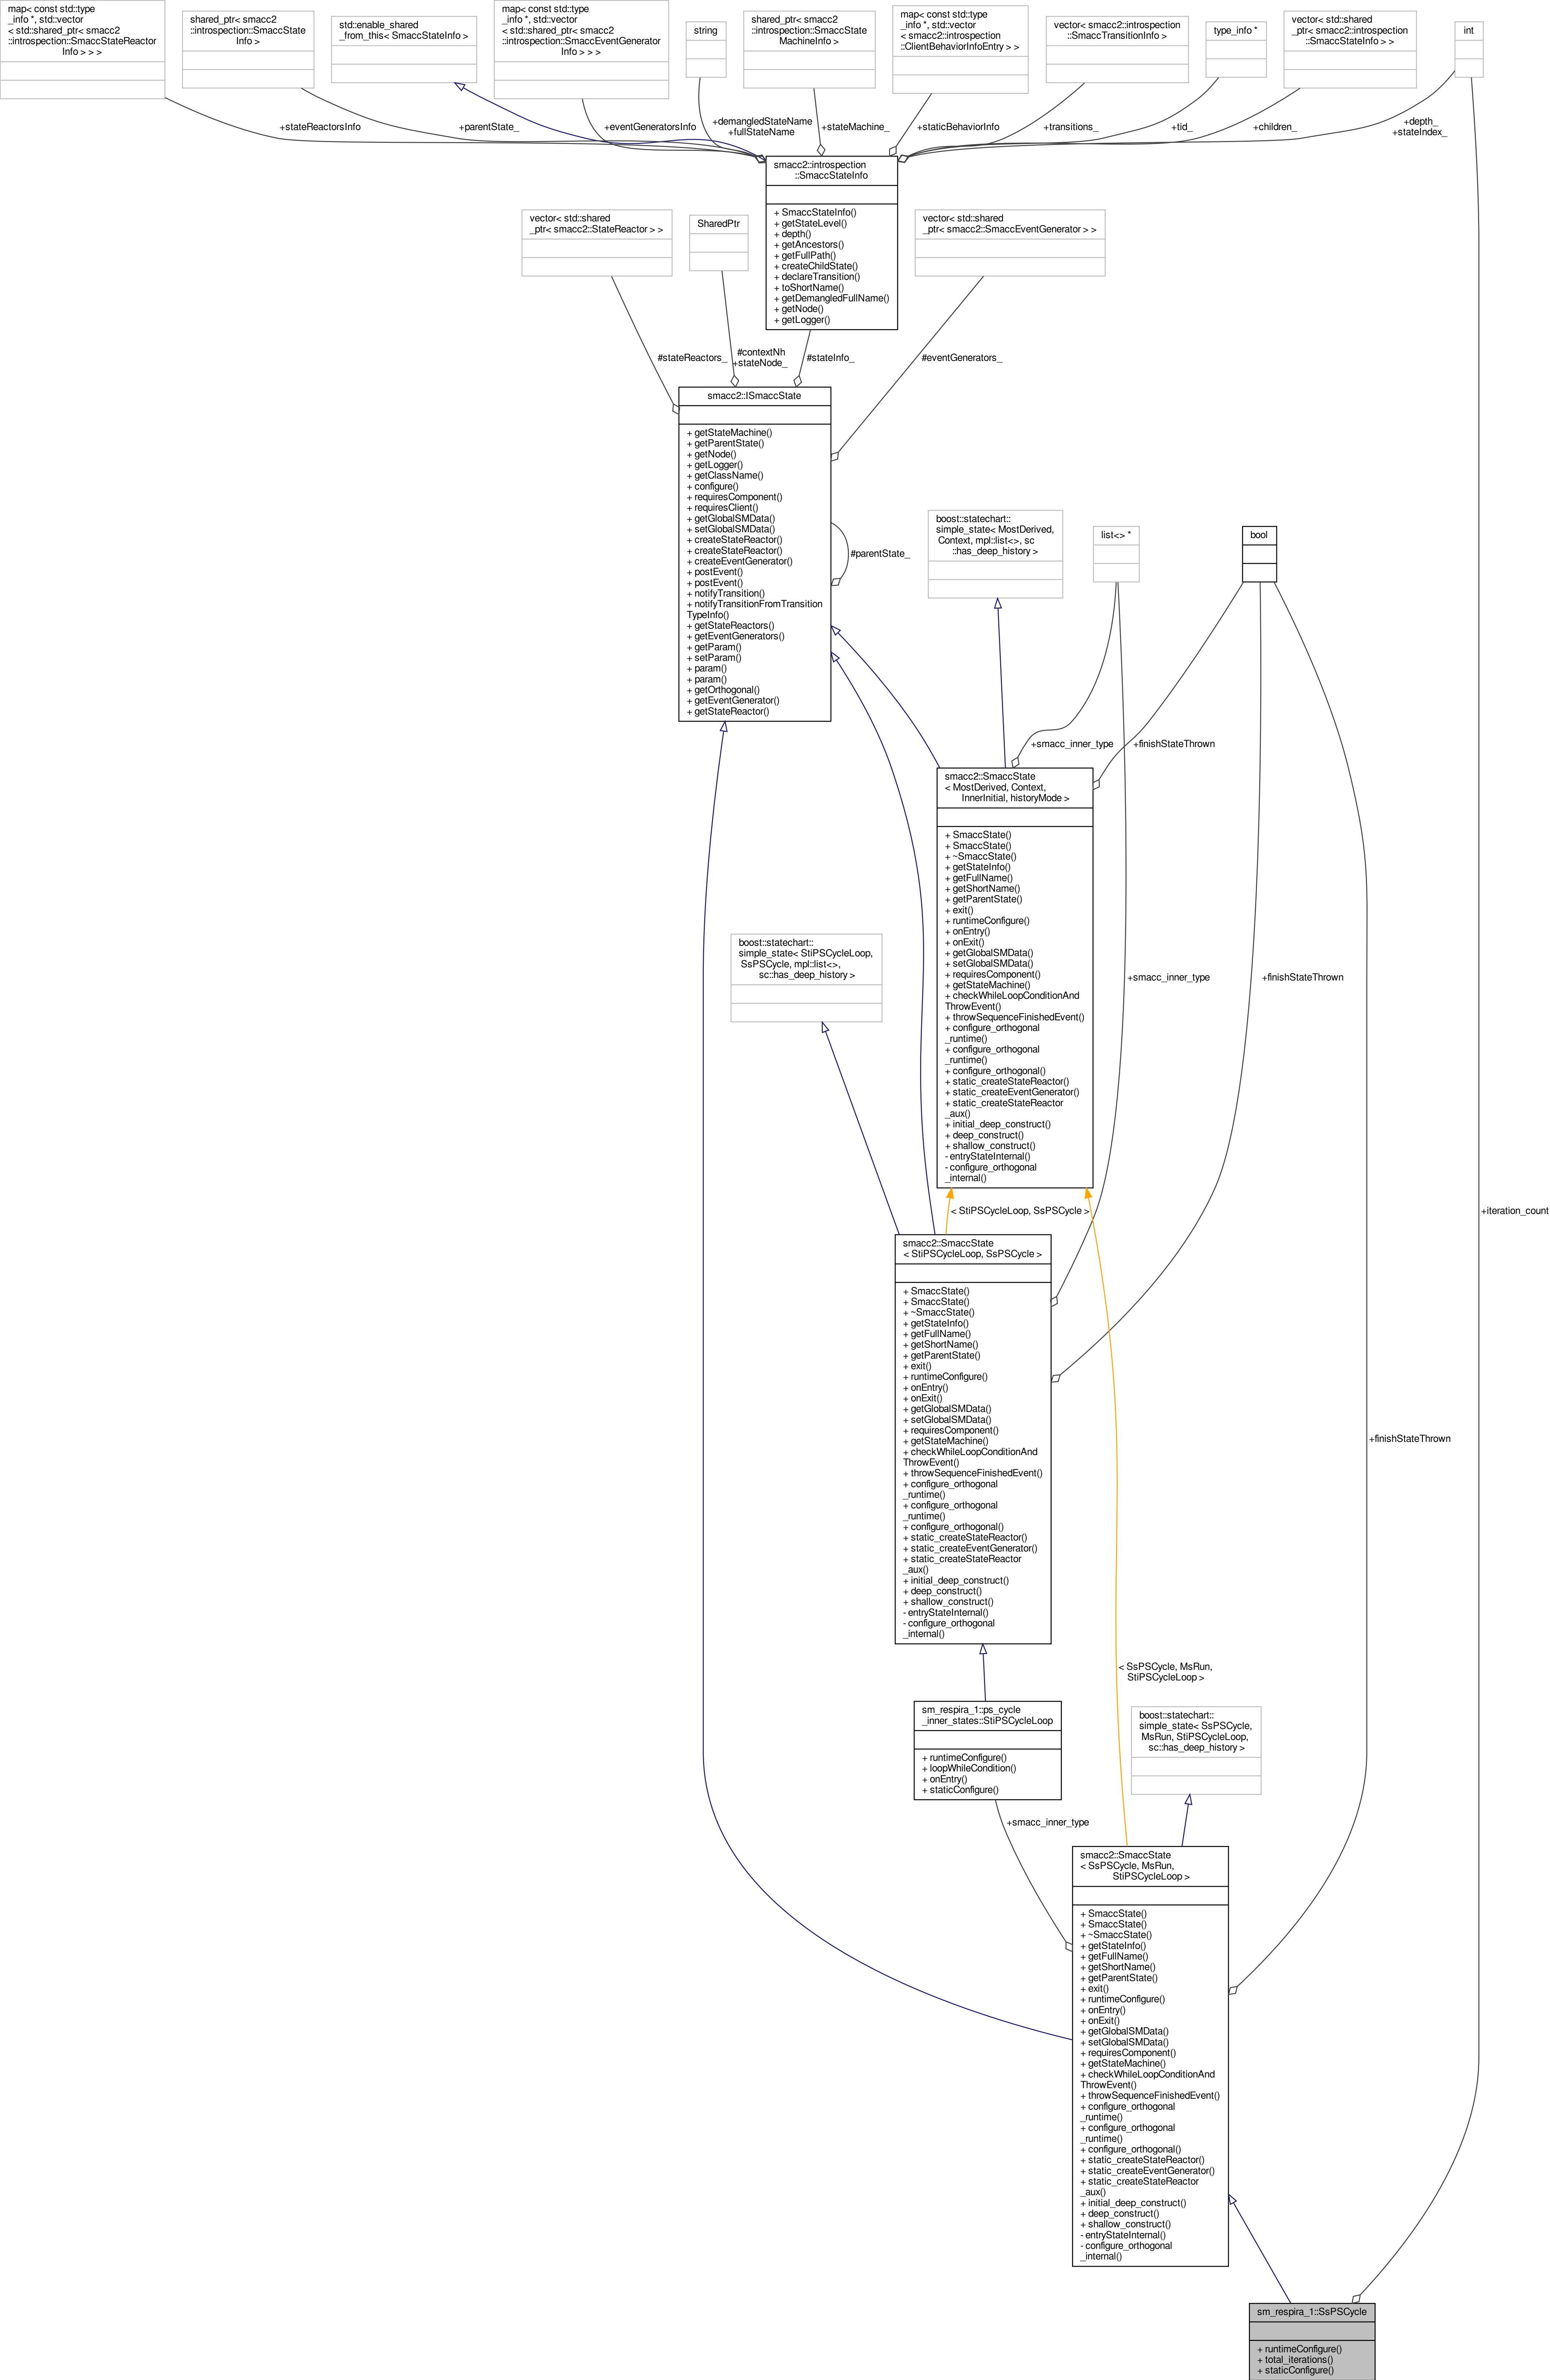 map< const std::type
_info *, std::vector
< std::shared_ptr< smacc2
::introspection::SmaccStateReactor
Info > > >
shared_ptr< smacc2
::introspection::SmaccState
Info >
std::enable_shared
_from_this< SmaccStateInfo >
map< const std::type
_info *, std::vector
< std::shared_ptr< smacc2
::introspection::SmaccEventGenerator
Info > > >
string
shared_ptr< smacc2
::introspection::SmaccState
MachineInfo >
map< const std::type
_info *, std::vector
< smacc2::introspection
::ClientBehaviorInfoEntry > >
vector< smacc2::introspection
::SmaccTransitionInfo >
type_info *
vector< std::shared
_ptr< smacc2::introspection
::SmaccStateInfo > >
int
+stateReactorsInfo
+parentState_
+eventGeneratorsInfo
+demangledStateName
+fullStateName
+stateMachine_
+staticBehaviorInfo
+transitions_
+tid_
+children_
+depth_
+stateIndex_
smacc2::introspection
::SmaccStateInfo
+ SmaccStateInfo()
+ getStateLevel()
+ depth()
+ getAncestors()
+ getFullPath()
+ createChildState()
+ declareTransition()
+ toShortName()
+ getDemangledFullName()
+ getNode()
+ getLogger()
vector< std::shared
_ptr< smacc2::StateReactor > >
SharedPtr
vector< std::shared
_ptr< smacc2::SmaccEventGenerator > >
#stateReactors_
#contextNh
+stateNode_
#stateInfo_
#eventGenerators_
smacc2::ISmaccState
+ getStateMachine()
+ getParentState()
+ getNode()
+ getLogger()
+ getClassName()
+ configure()
+ requiresComponent()
+ requiresClient()
+ getGlobalSMData()
+ setGlobalSMData()
+ createStateReactor()
+ createStateReactor()
+ createEventGenerator()
+ postEvent()
+ postEvent()
+ notifyTransition()
+ notifyTransitionFromTransition
TypeInfo()
+ getStateReactors()
+ getEventGenerators()
+ getParam()
+ setParam()
+ param()
+ param()
+ getOrthogonal()
+ getEventGenerator()
+ getStateReactor()
#parentState_
boost::statechart::
simple_state< MostDerived,
Context, mpl::list<>, sc
::has_deep_history >
list<> *
bool
+smacc_inner_type
+finishStateThrown
smacc2::SmaccState
< MostDerived, Context,
InnerInitial, historyMode >
+ SmaccState()
+ SmaccState()
+ ~SmaccState()
+ getStateInfo()
+ getFullName()
+ getShortName()
+ getParentState()
+ exit()
+ runtimeConfigure()
+ onEntry()
+ onExit()
+ getGlobalSMData()
+ setGlobalSMData()
+ requiresComponent()
+ getStateMachine()
+ checkWhileLoopConditionAnd
ThrowEvent()
+ throwSequenceFinishedEvent()
+ configure_orthogonal
_runtime()
+ configure_orthogonal
_runtime()
+ configure_orthogonal()
+ static_createStateReactor()
+ static_createEventGenerator()
+ static_createStateReactor
_aux()
+ initial_deep_construct()
+ deep_construct()
+ shallow_construct()
- entryStateInternal()
- configure_orthogonal
_internal()
boost::statechart::
simple_state< StiPSCycleLoop,
SsPSCycle, mpl::list<>,
sc::has_deep_history >
+smacc_inner_type
+finishStateThrown
< StiPSCycleLoop, SsPSCycle >
+iteration_count
smacc2::SmaccState
< StiPSCycleLoop, SsPSCycle >
+ SmaccState()
+ SmaccState()
+ ~SmaccState()
+ getStateInfo()
+ getFullName()
+ getShortName()
+ getParentState()
+ exit()
+ runtimeConfigure()
+ onEntry()
+ onExit()
+ getGlobalSMData()
+ setGlobalSMData()
+ requiresComponent()
+ getStateMachine()
+ checkWhileLoopConditionAnd
ThrowEvent()
+ throwSequenceFinishedEvent()
+ configure_orthogonal
_runtime()
+ configure_orthogonal
_runtime()
+ configure_orthogonal()
+ static_createStateReactor()
+ static_createEventGenerator()
+ static_createStateReactor
_aux()
+ initial_deep_construct()
+ deep_construct()
+ shallow_construct()
- entryStateInternal()
- configure_orthogonal
_internal()
+finishStateThrown
< SsPSCycle, MsRun,
StiPSCycleLoop >
sm_respira_1::ps_cycle
_inner_states::StiPSCycleLoop
+ runtimeConfigure()
+ loopWhileCondition()
+ onEntry()
+ staticConfigure()
boost::statechart::
simple_state< SsPSCycle,
MsRun, StiPSCycleLoop,
sc::has_deep_history >
+smacc_inner_type
smacc2::SmaccState
< SsPSCycle, MsRun,
StiPSCycleLoop >
+ SmaccState()
+ SmaccState()
+ ~SmaccState()
+ getStateInfo()
+ getFullName()
+ getShortName()
+ getParentState()
+ exit()
+ runtimeConfigure()
+ onEntry()
+ onExit()
+ getGlobalSMData()
+ setGlobalSMData()
+ requiresComponent()
+ getStateMachine()
+ checkWhileLoopConditionAnd
ThrowEvent()
+ throwSequenceFinishedEvent()
+ configure_orthogonal
_runtime()
+ configure_orthogonal
_runtime()
+ configure_orthogonal()
+ static_createStateReactor()
+ static_createEventGenerator()
+ static_createStateReactor
_aux()
+ initial_deep_construct()
+ deep_construct()
+ shallow_construct()
- entryStateInternal()
- configure_orthogonal
_internal()
sm_respira_1::SsPSCycle
+ runtimeConfigure()
+ total_iterations()
+ staticConfigure()